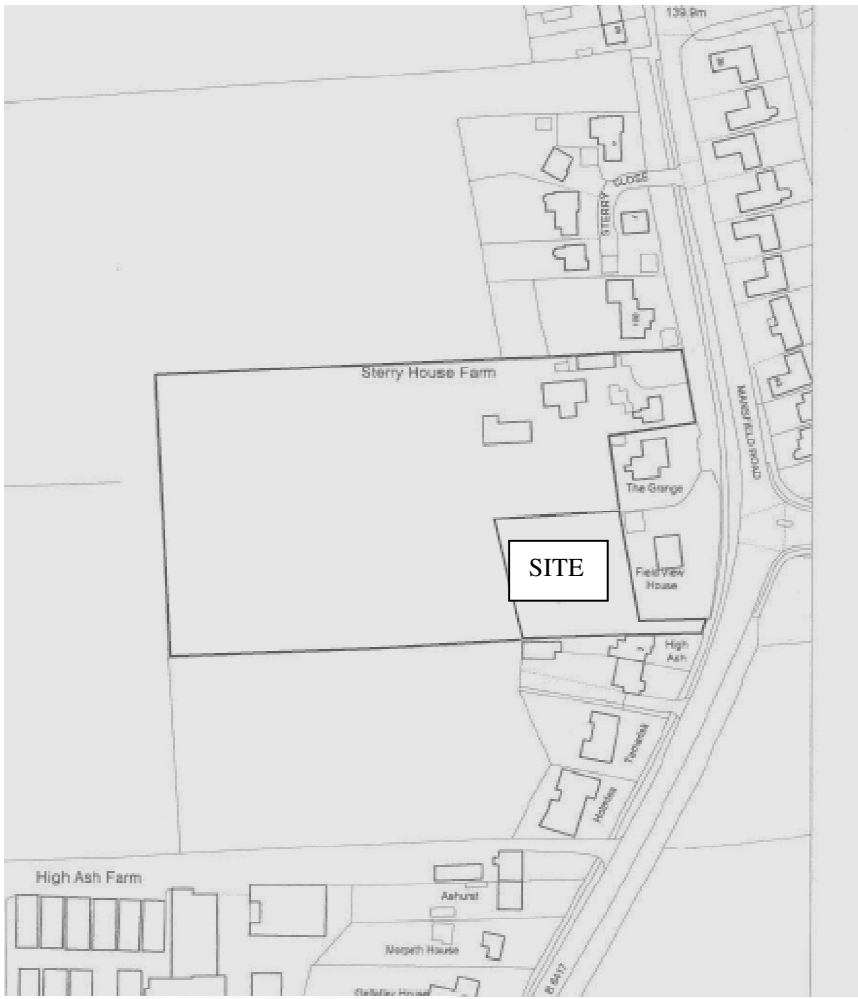 139.9m
STERRY
CLOSE
Sterry House Farm
MANSFIELD ROAD
The Grange
SITE
Field View
House
High
Ash
High Ash Farm
Ashurst
Morpeth House
B 6417